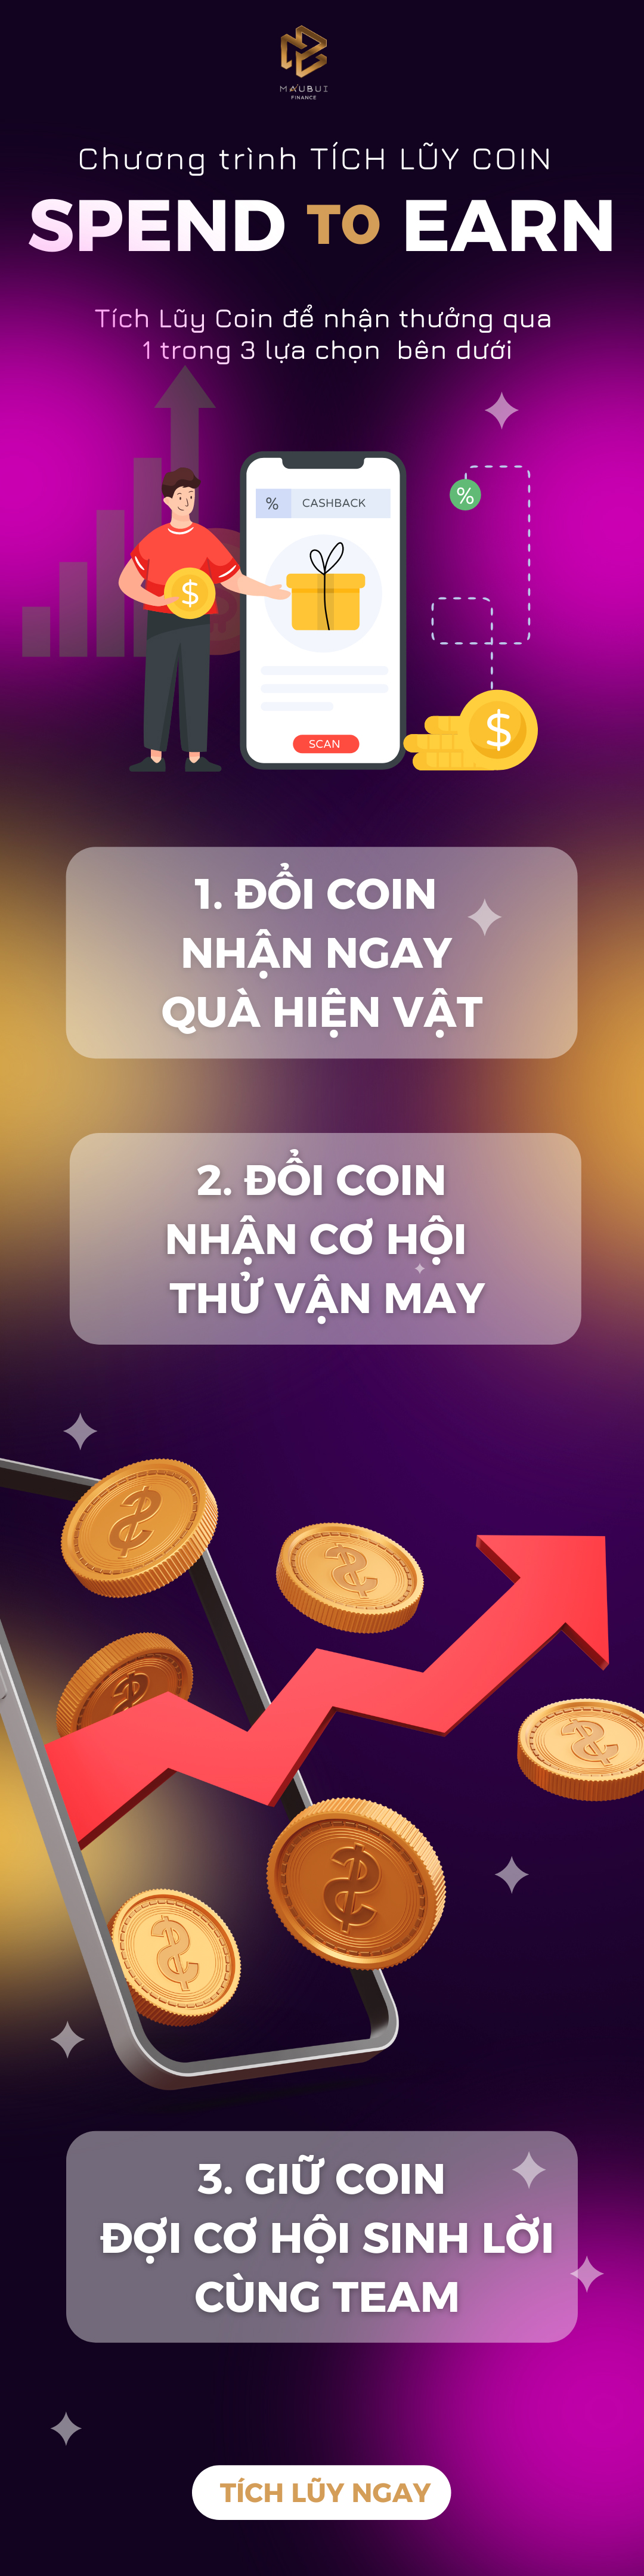 MAUBUI
FINANCE
Chương trình TÍCH LŨY COIN
SPEND TO EARN
Tích Lũy Coin để nhận thưởng qua
1 trong 3 lựa chọn bên dưới
% CASHBACK
%
$
$
SCAN
1. ĐỔI COIN
NHẬN NGAY
QUÀ HIỆN VẬT
2. ĐỔI COIN
NHẬN CƠ HỘI
THỬ VẬN MAY
3. GIỮ COIN
ĐỢI CƠ HỘI SINH LỜI
CÙNG TEAM
TÍCH LŨY NGAY